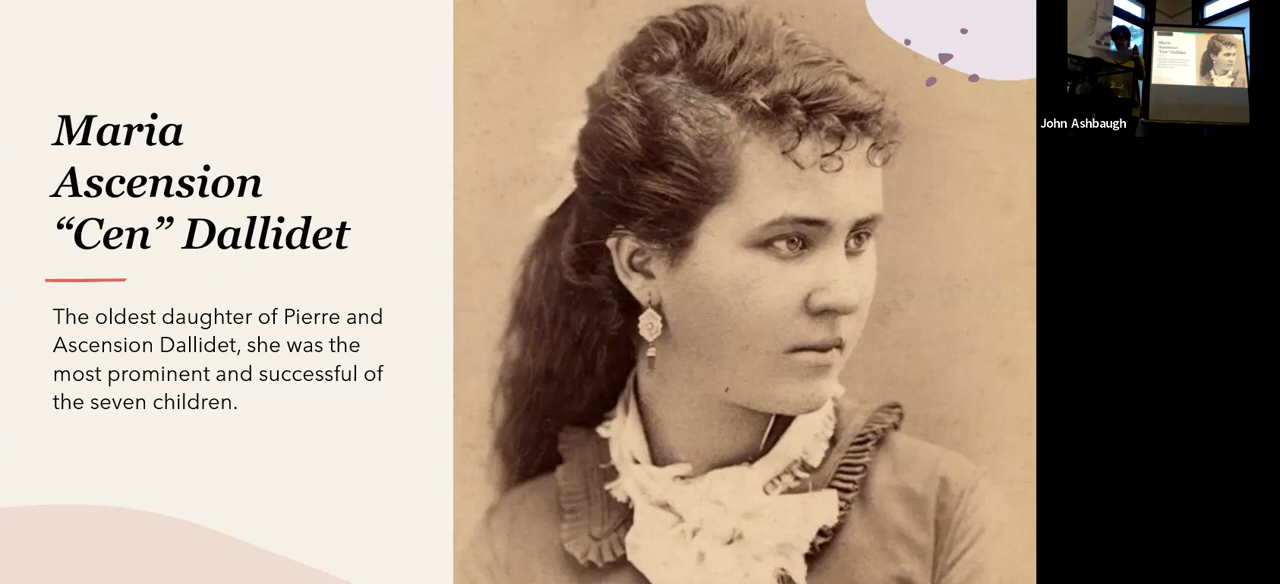 Maria
Ascension
“Cen” Dallidet
The oldest daughter of Pierre and
Ascension Dallidet, she was the
most prominent and successful of
the seven children.
John Ashbaugh